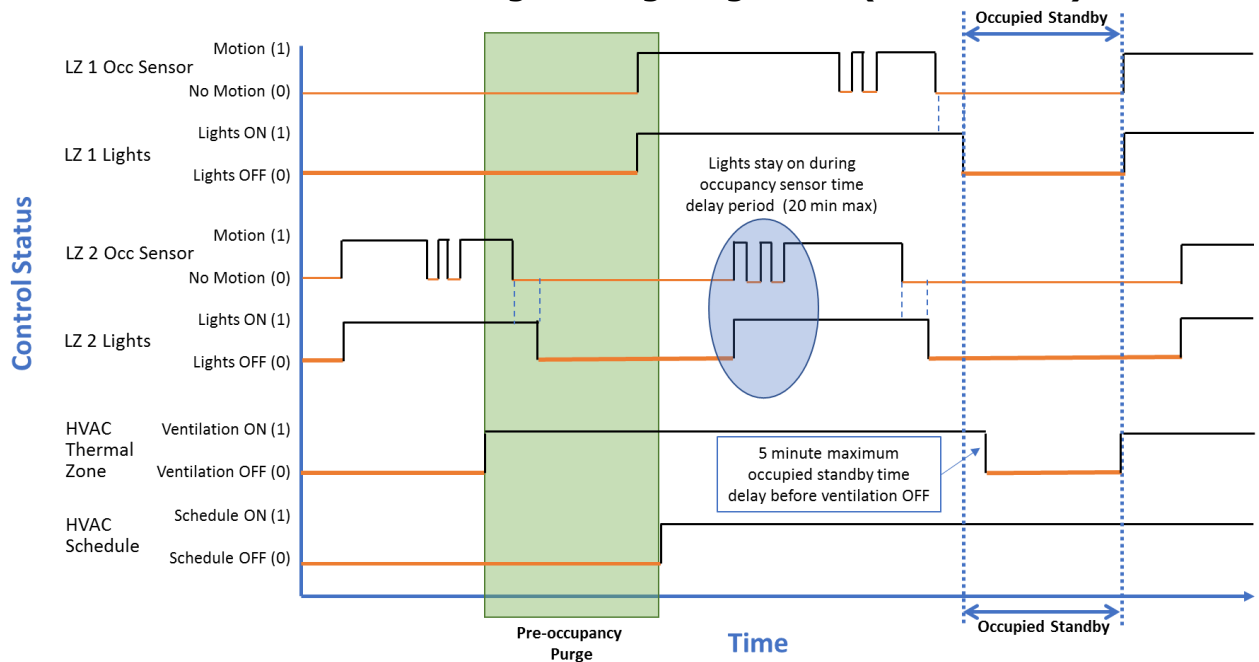 Occupied Standby
Motion (1)
LZ 1 Occ Sensor
No Motion (0)
Lights ON (1)
LZ 1 Lights
Lights OFF (0)
Lights stay on during
occupancy sensor time
delay period (20 min max)
Motion (1)
LZ 2 Occ Sensor
No Motion (0)
Lights ON (1)
LZ 2 Lights
Lights OFF (0)
Control Status
HVAC
Thermal
Zone
Ventilation ON (1)
Ventilation OFF (0)
5 minute maximum
occupied standby time
delay before ventilation OFF
HVAC
Schedule
Schedule ON (1)
Schedule OFF (0)
Pre-occupancy
Purge
Time
Occupied Standby